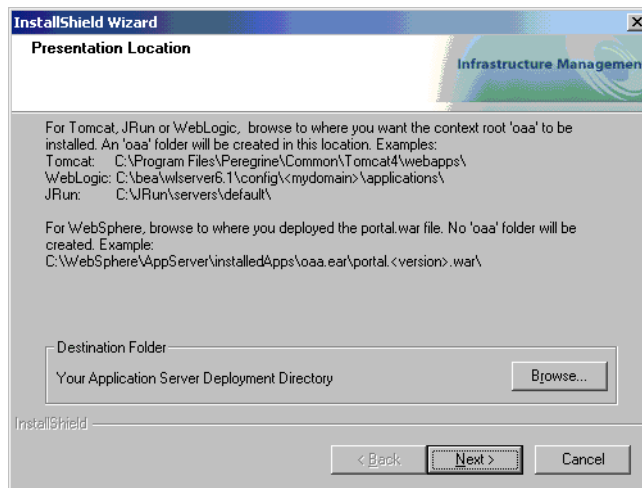 InstallShield Wizard
Presentation Location
Infrastructure Managemen
For Tomcat, JRun or WebLogic, browse to where you want the context root 'oaa' to be
installed. An 'oaa' folder will be created in this location. Examples:
Tomcat: C:\Program Files\Peregrine\Common\Tomcat4\webapps\
WebLogic: C:\bea\wlserver6.1\config\<mydomain>\applications\
JRun: C:\JRun\servers\default\
For WebSphere, browse to where you deployed the portal.war file. No 'oaa' folder will be
created. Example:
C:\WebSphere\AppServer\installedApps\oaa.ear\portal.<version>.war\
Destination Folder
Your Application Server Deployment Directory
Browse...
InstallShield
< Back
Next >
Cancel